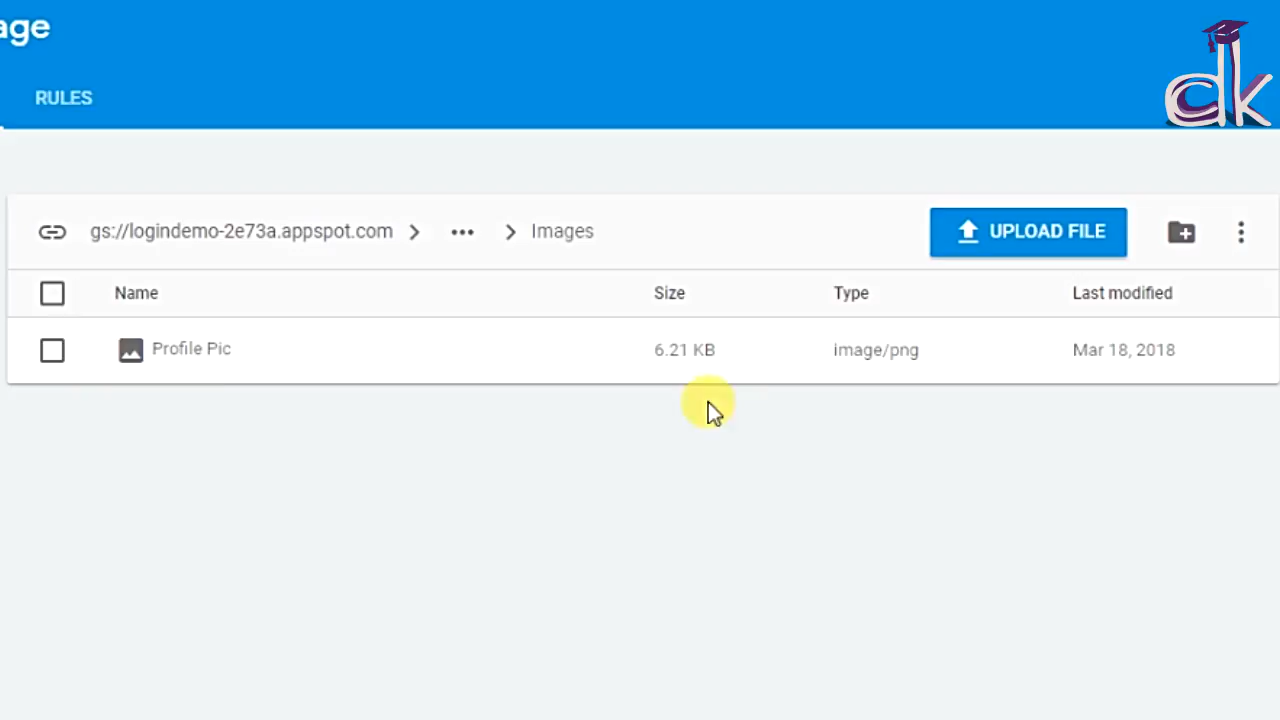 age
dk
RULES
gs://logindemo-2e73a.appspot.com > ... > Images
UPLOAD FILE
Name Size Type Last modified
Profile Pic 6.21 KB image/png Mar 18, 2018